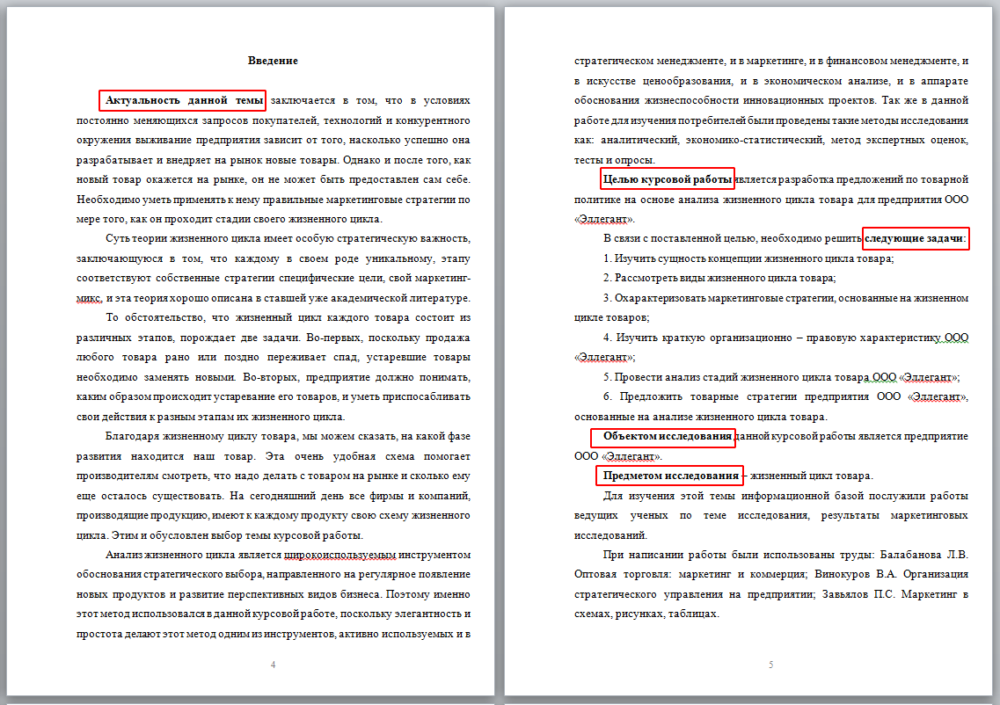 Введение
Актуальность данной темы заключается в том, что в условиях
постоянно меняющихся запросов покупателей, технологий и конкурентного
окружения выживание предприятия зависит от того, насколько успешно она
разрабатывает и внедряет на рынок новые товары. Однако и после того, как
новый товар окажется на рынке, он не может быть предоставлен сам себе.
Необходимо уметь применять к нему правильные маркетинговые стратегии по
мере того, как он проходит стадии своего жизненного цикла.
Суть теории жизненного цикла имеет особую стратегическую важность,
заключающуюся в том, что каждому в своем роде уникальному, этапу
соответствуют собственные стратегии специфические цели, свой маркетинг-
микс, и эта теория хорошо описана в ставшей уже академической литературе.
То обстоятельство, что жизненный цикл каждого товара состоит из
различных этапов, порождает две задачи. Во-первых, поскольку продажа
любого товара рано или поздно переживает спад, устаревшие товары
необходимо заменять новыми. Во-вторых, предприятие должно понимать,
каким образом происходит устаревание его товаров, и уметь приспосабливать
свои действия к разным этапам их жизненного цикла.
Благодаря жизненному циклу товара, мы можем сказать, на какой фазе
развития находится наш товар. Эта очень удобная схема помогает
производителям смотреть, что надо делать с товаром на рынке и сколько ему
еще осталось существовать. На сегодняшний день все фирмы и компаний,
производящие продукцию, имеют к каждому продукту свою схему жизненного
цикла. Этим и обусловлен выбор темы курсовой работы.
Анализ жизненного цикла является широкоиспользуемым инструментом
обоснования стратегического выбора, направленного на регулярное появление
новых продуктов и развитие перспективных видов бизнеса. Поэтому именно
этот метод использовался в данной курсовой работе, поскольку элегантность и
простота делают этот метод одним из инструментов, активно используемых и в
4
стратегическом менеджменте, и в маркетинге, и в финансовом менеджменте, и
в искусстве ценообразования, и в экономическом анализе, и в аппарате
обоснования жизнеспособности инновационных проектов. Так же в данной
работе для изучения потребителей были проведены такие методы исследования
как: аналитический, экономико-статистический, метод экспертных оценок,
тесты и опросы.
Целью курсовой работы является разработка предложений по товарной
политике на основе анализа жизненного цикла товара для предприятия ООО
«Эллегант».
В связи с поставленной целью, необходимо решить следующие задачи:
1. Изучить сущность концепции жизненного цикла товара;
2. Рассмотреть виды жизненного цикла товара;
3. Охарактеризовать маркетинговые стратегии, основанные на жизненном
цикле товаров;
4. Изучить краткую организационно – правовую характеристику ООО
«Эллегант»;
5. Провести анализ стадий жизненного цикла товара ООО «Эллегант»;
6. Предложить товарные стратегии предприятия ООО «Эллегант»,
основанные на анализе жизненного цикла товара.
Объектом исследования данной курсовой работы является предприятие
ООО «Эллегант».
Предметом исследования – жизненный цикл товара.
Для изучения этой темы информационной базой послужили работы
ведущих ученых по теме исследования, результаты маркетинговых
исследований.
При написании работы были использованы труды: Балабанова Л.В.
Оптовая торговля: маркетинг и коммерция; Винокуров В.А. Организация
стратегического управления на предприятии; Завьялов П.С. Маркетинг в
схемах, рисунках, таблицах.
5